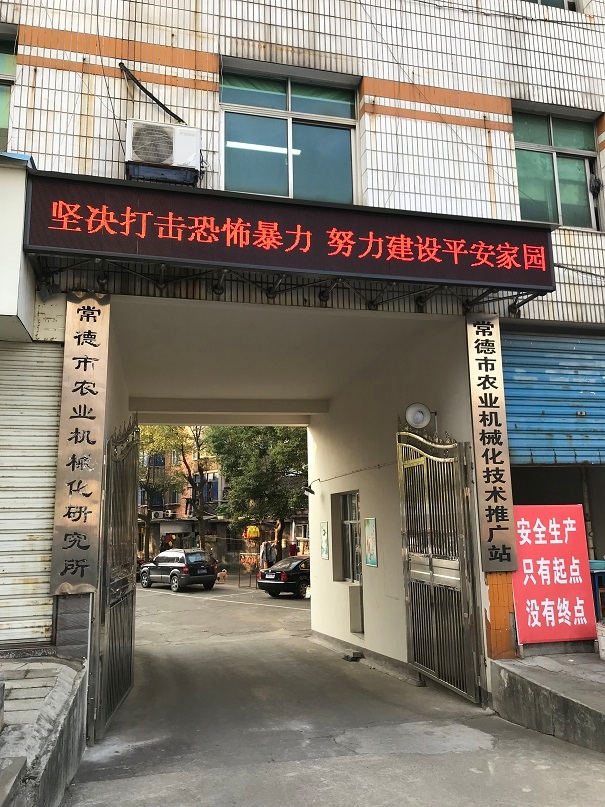 坚决打击恐怖暴力 努力建设平安家园
常德市农业机械化研究所
常德市农业机械化技术推广站
安全生产
只有起点
没有终点